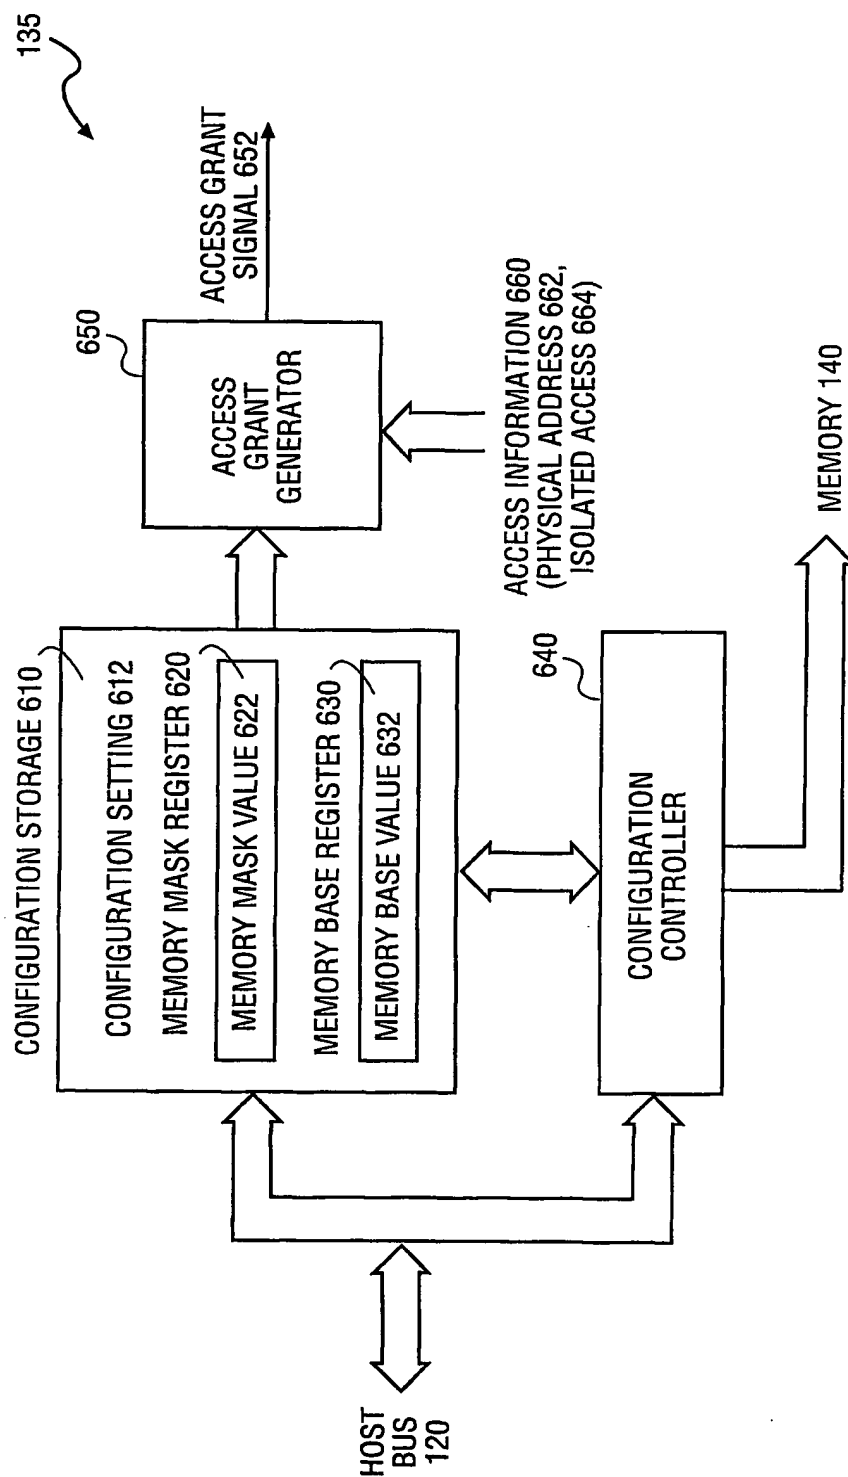 135
CONFIGURATION STORAGE 610
CONFIGURATION SETTING 612
MEMORY MASK REGISTER 620
MEMORY MASK VALUE 622
MEMORY BASE REGISTER 630
MEMORY BASE VALUE 632
650
ACCESS
GRANT
GENERATOR
ACCESS GRANT
SIGNAL 652
ACCESS INFORMATION 660
(PHYSICAL ADDRESS 662,
ISOLATED ACCESS 664)
HOST
BUS
120
640
CONFIGURATION
CONTROLLER
MEMORY 140